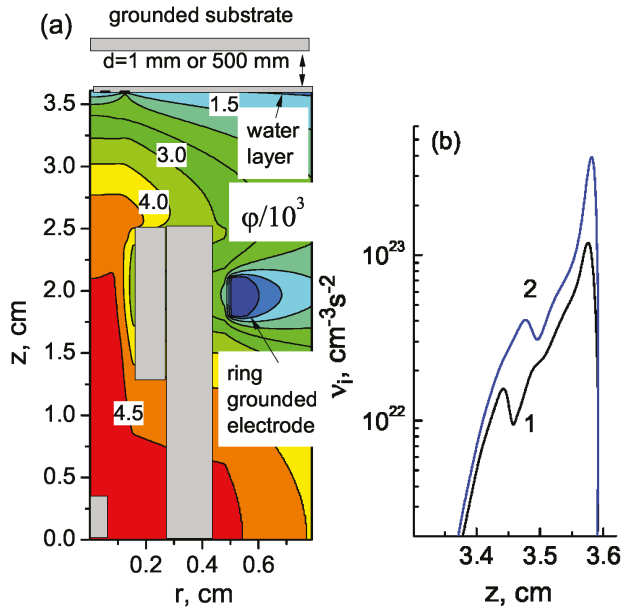 grounded substrate
(a)
d=1 mm or 500 mm
3.5
3.0
2.5
2.0
1.5
1.0
0.5
0.0
z, cm
1.5
water
layer
3.0
4.0
φ/10³
4.5
ring
grounded
electrode
0.2 0.4 0.6
r, cm
(b)
10²³
10²²
νᵢ, cm⁻³s⁻²
2
1
3.4 3.5 3.6
z, cm